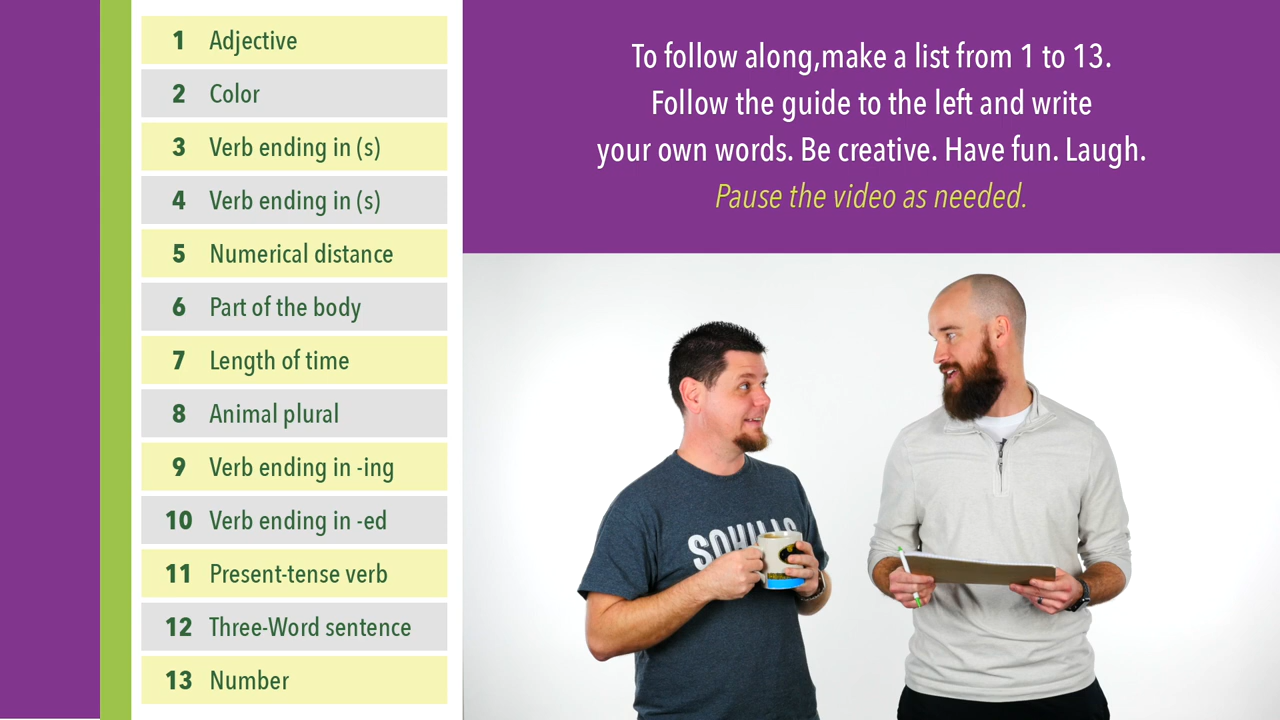 1 Adjective
2 Color
3 Verb ending in (s)
4 Verb ending in (s)
5 Numerical distance
6 Part of the body
7 Length of time
8 Animal plural
9 Verb ending in -ing
10 Verb ending in -ed
11 Present-tense verb
12 Three-Word sentence
13 Number
To follow along,make a list from 1 to 13.
Follow the guide to the left and write
your own words. Be creative. Have fun. Laugh.
Pause the video as needed.